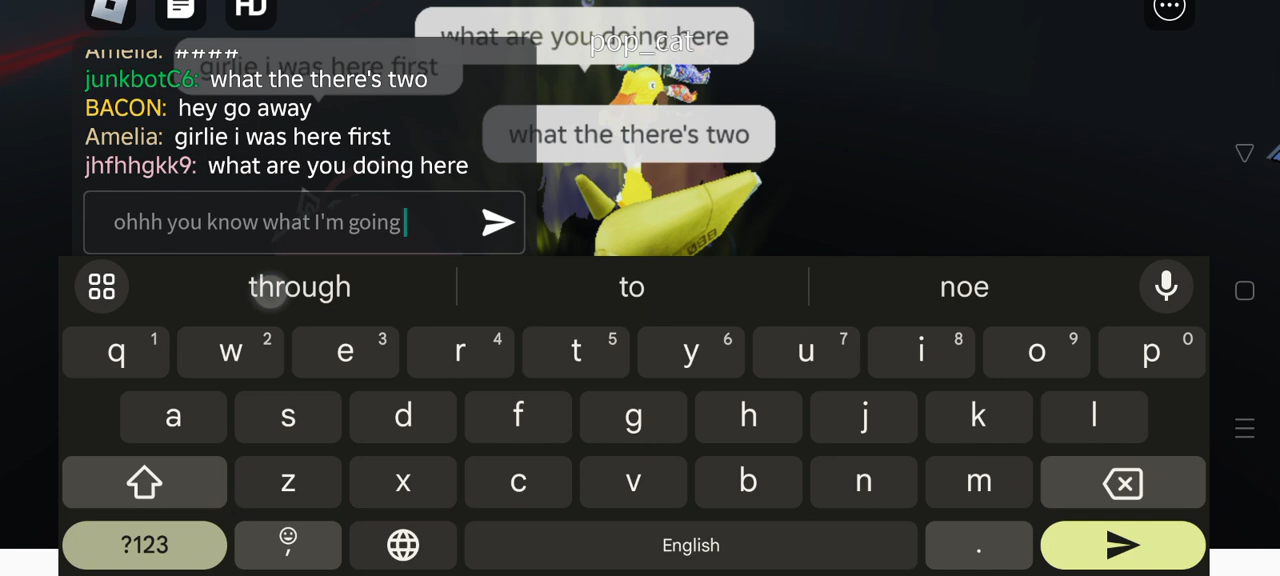 what are you doing here
pop_cat
Amelia: ####
girlie i was here first
junkbotC6: what the there's two
BACON: hey go away
Amelia: girlie i was here first
what the there's two
jhfhhgkk9: what are you doing here
ohhh you know what I'm going
through to noe
q 1 w 2 e 3 r 4 t 5 y 6 u 7 i 8 o 9 p 0
a s d f g h j k l
z x c v b n m
?123 , English .